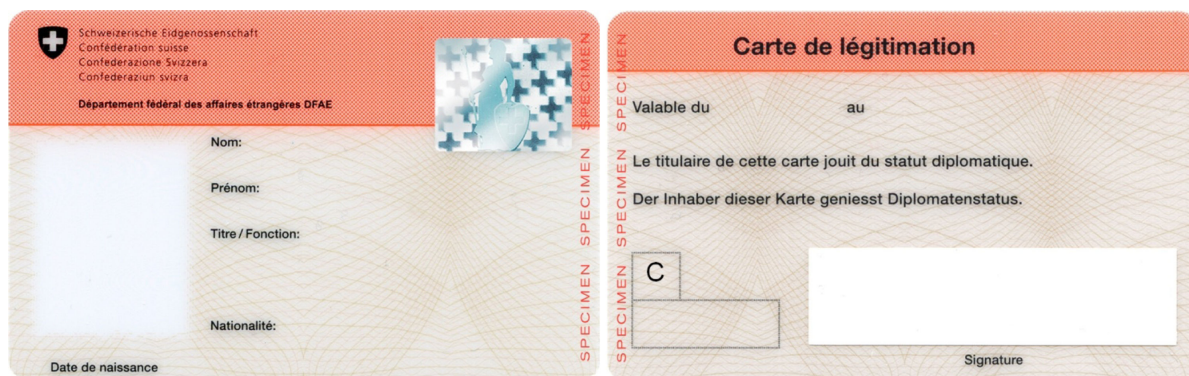 Schweizerische Eidgenossenschaft
Confédération suisse
Confederazione Svizzera
Confederaziun svizra
Département fédéral des affaires étrangères DFAE
Nom:
Prénom:
Titre / Fonction:
Nationalité:
Date de naissance
SPECIMEN SPECIMEN SPECIMEN
SPECIMEN SPECIMEN SPECIMEN
Carte de légitimation
Valable du au
Le titulaire de cette carte jouit du statut diplomatique.
Der Inhaber dieser Karte geniesst Diplomatenstatus.
C
Signature